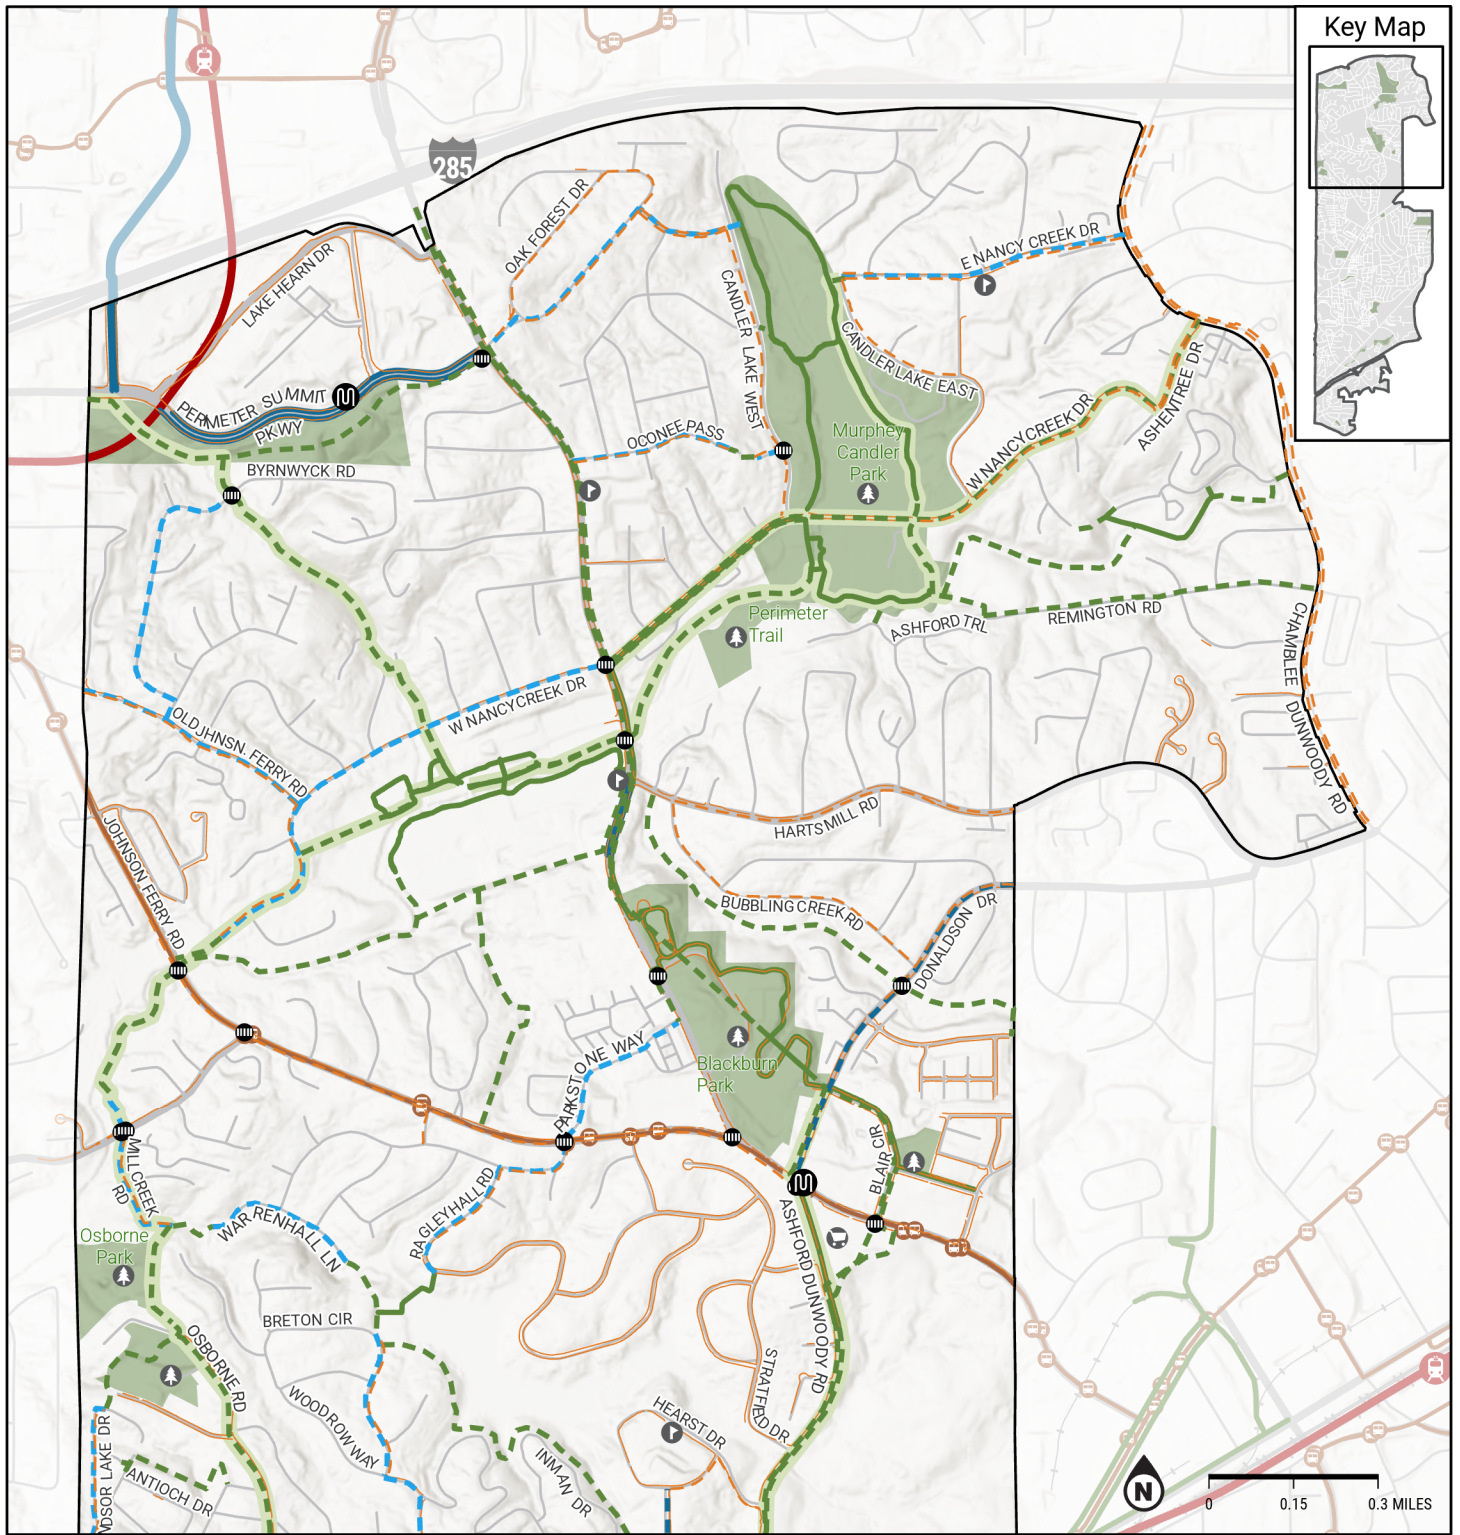 Key Map
285
OAK FOREST DR
E NANCY CREEK DR
LAKE HEARN DR
CANDLER LAKE WEST
CANDLER LAKE EAST
ASHENTREE DR
PERIMETER SUMMIT
PKWY
OCONEE PASS
Murphey
Candler
Park
W NANCY CREEK DR
BYRNWYCK RD
Perimeter
Trail
ASHFORD TRL
REMINGTON RD
CHAMBLEE DUNWOODY RD
W NANCY CREEK DR
OLD JHNSN. FERRY RD
HARTS MILL RD
JOHNSON FERRY RD
BUBBLING CREEK RD
DONALDSON DR
PARKSTONE WAY
Blackburn
Park
MILL CREEK
RD
BLAIR CIR
RAGLEY HALL RD
WARRENHALL LN
Osborne
Park
ASHFORD DUNWOODY RD
BRETON CIR
OSBORNE RD
STRATFIELD DR
WOODROW WAY
HEARST DR
INMAN DR
DSOR LAKE DR
ANTIOCH DR
N
0
0.15
0.3 MILES